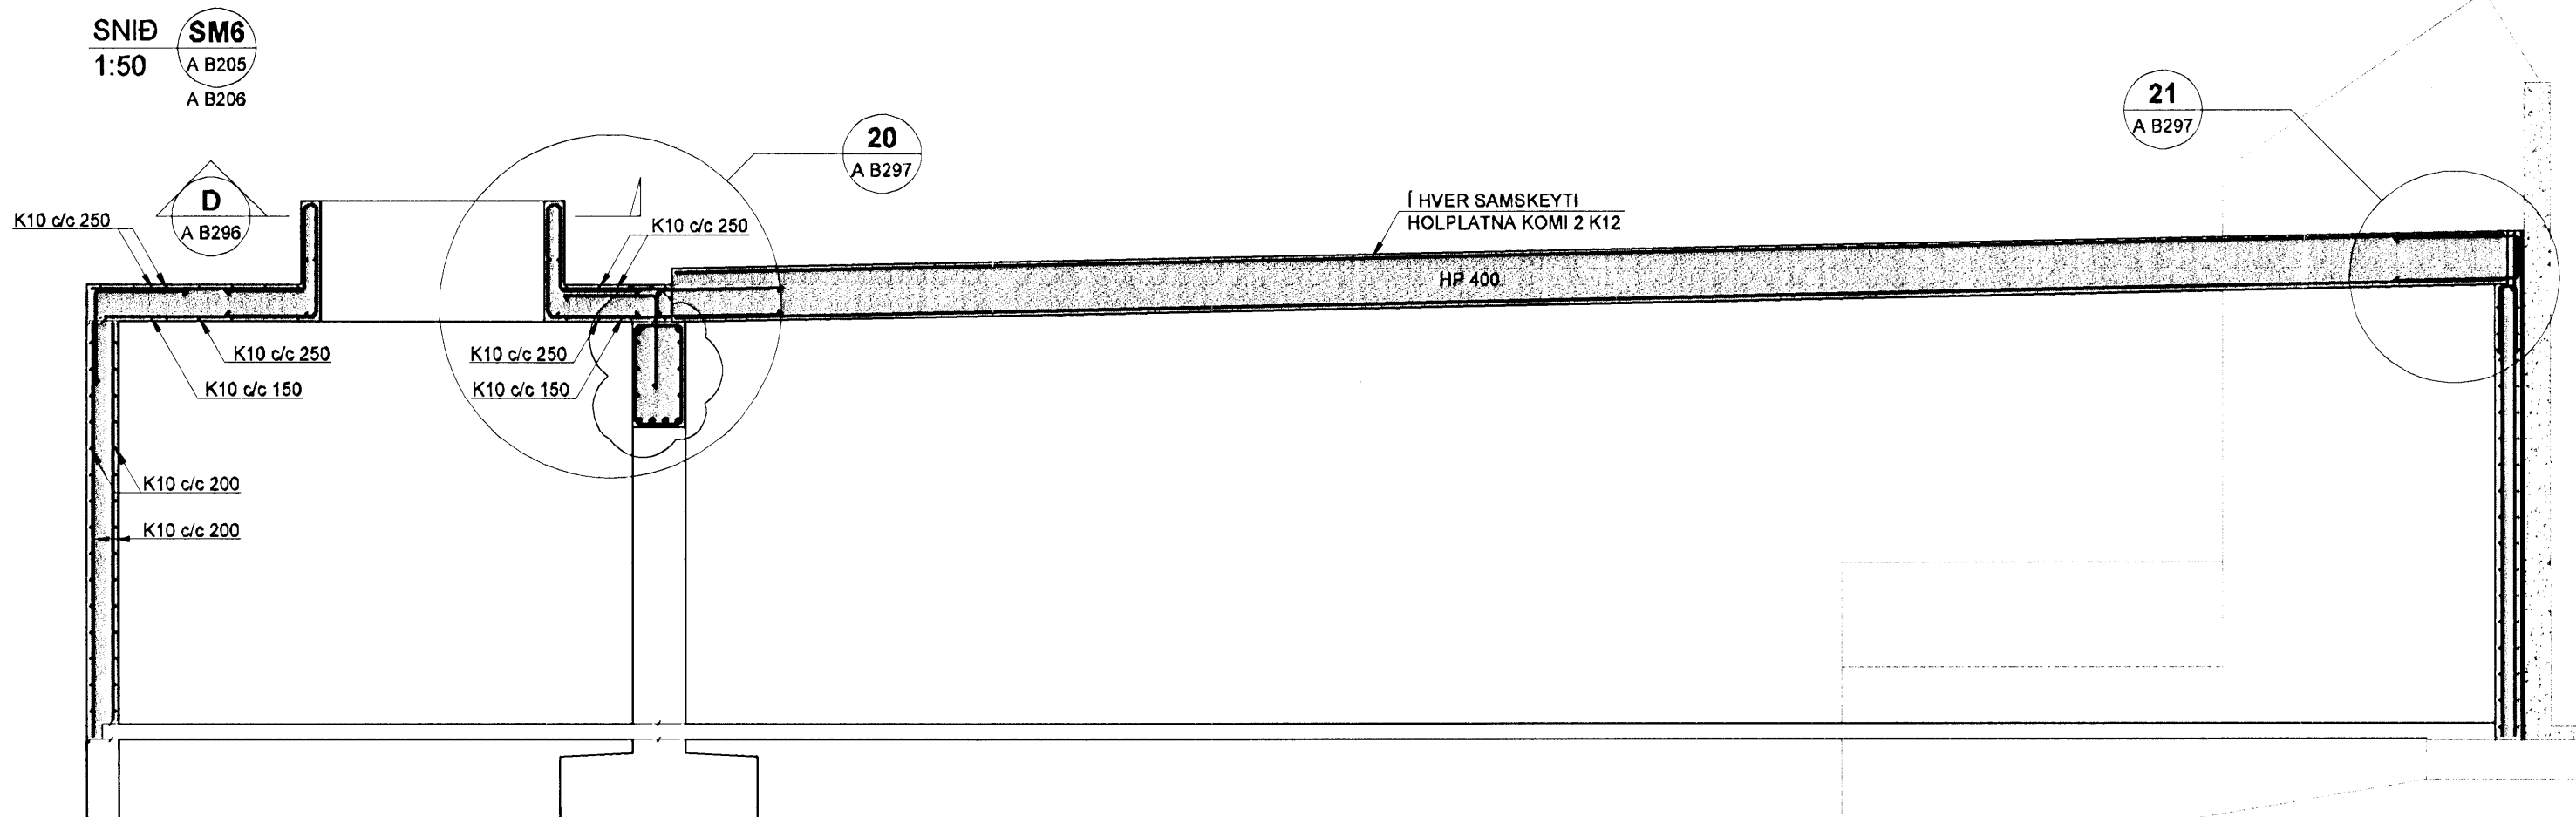 SNIÐ
1:50
SM6
A B205
A B206
20
A B297
21
A B297
D
A B296
K10 c/c 250
K10 c/c 250
Í HVER SAMSKEYTI
HOLPLATNA KOMI 2 K12
HP 400
K10 c/c 250
K10 c/c 150
K10 c/c 250
K10 c/c 150
K10 c/c 200
K10 c/c 200